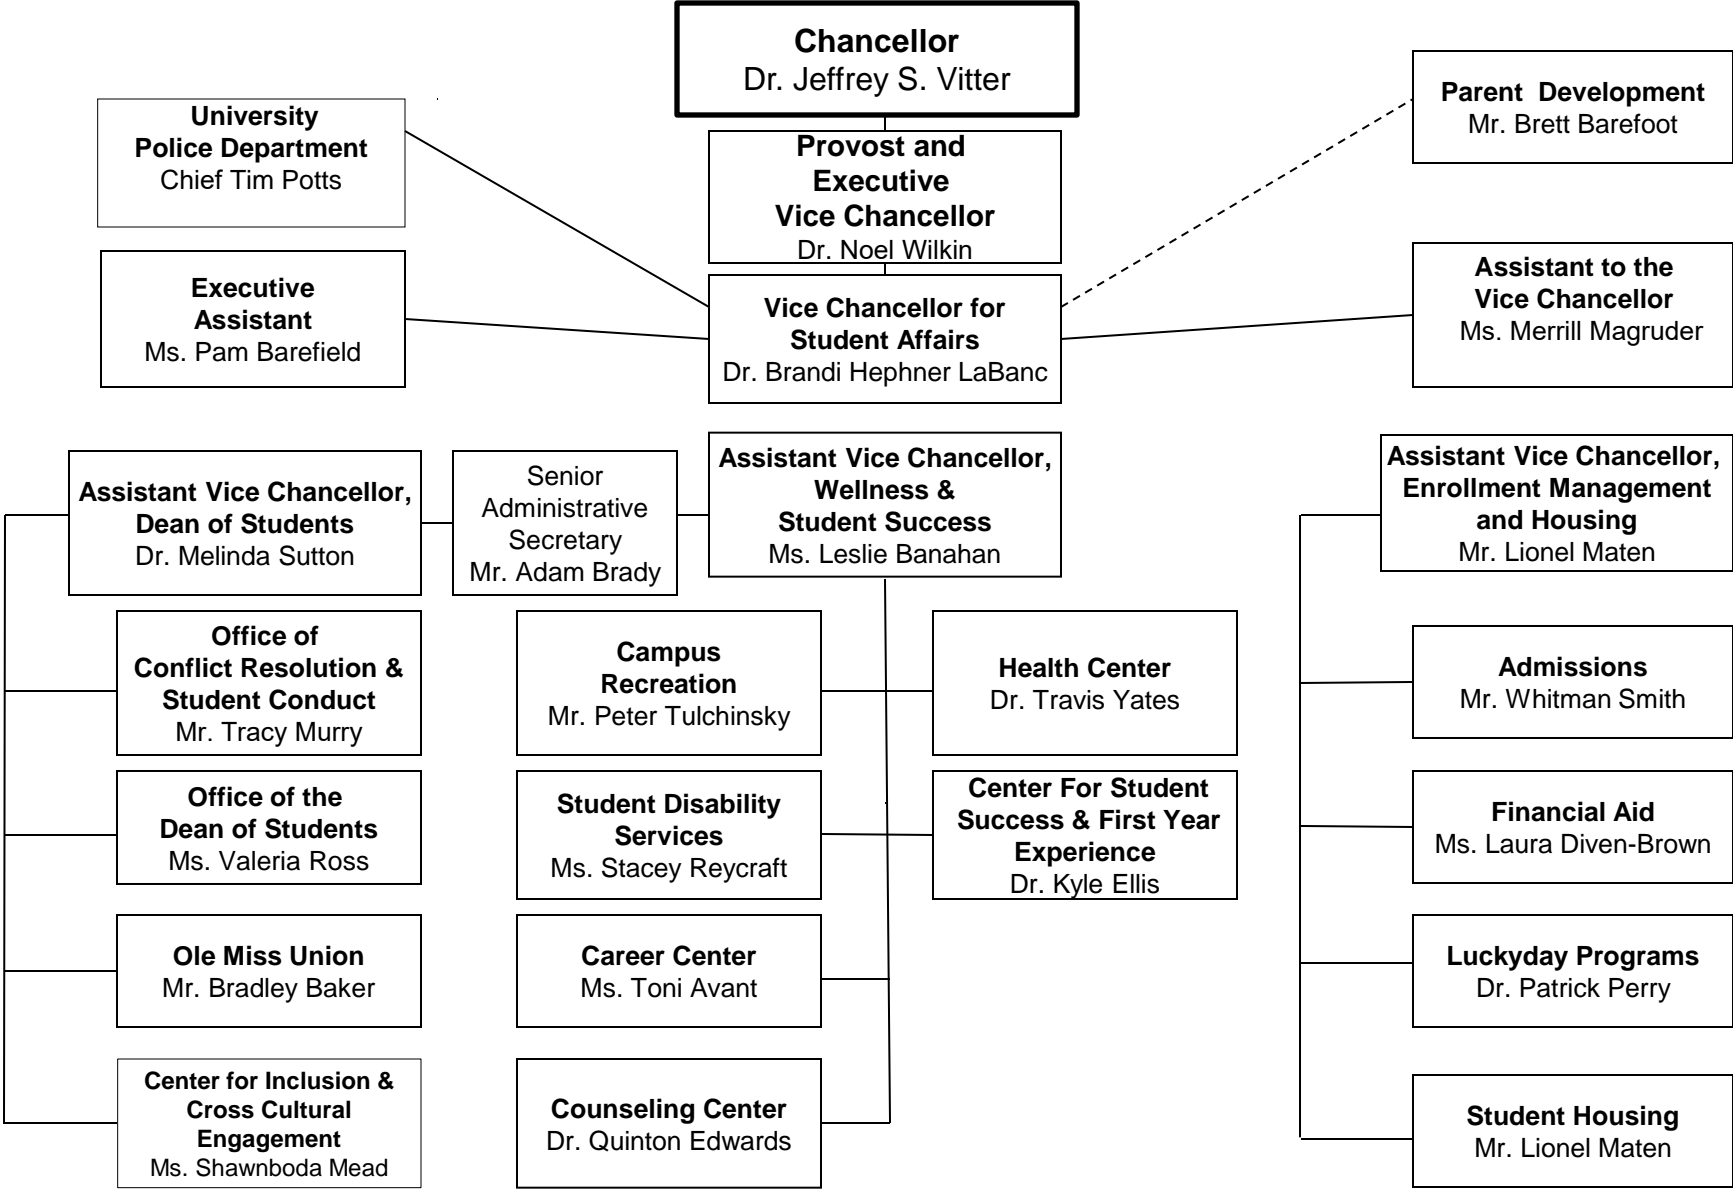 Chancellor
Dr. Jeffrey S. Vitter
University
Police Department
Chief Tim Potts
Provost and
Executive
Vice Chancellor
Dr. Noel Wilkin
Parent Development
Mr. Brett Barefoot
Executive
Assistant
Ms. Pam Barefield
Vice Chancellor for
Student Affairs
Dr. Brandi Hephner LaBanc
Assistant to the
Vice Chancellor
Ms. Merrill Magruder
Assistant Vice Chancellor,
Dean of Students
Dr. Melinda Sutton
Senior
Administrative
Secretary
Mr. Adam Brady
Assistant Vice Chancellor,
Wellness &
Student Success
Ms. Leslie Banahan
Assistant Vice Chancellor,
Enrollment Management
and Housing
Mr. Lionel Maten
Office of
Conflict Resolution &
Student Conduct
Mr. Tracy Murry
Campus
Recreation
Mr. Peter Tulchinsky
Health Center
Dr. Travis Yates
Admissions
Mr. Whitman Smith
Office of the
Dean of Students
Ms. Valeria Ross
Student Disability
Services
Ms. Stacey Reycraft
Center For Student
Success & First Year
Experience
Dr. Kyle Ellis
Financial Aid
Ms. Laura Diven-Brown
Ole Miss Union
Mr. Bradley Baker
Career Center
Ms. Toni Avant
Luckyday Programs
Dr. Patrick Perry
Center for Inclusion &
Cross Cultural
Engagement
Ms. Shawnboda Mead
Counseling Center
Dr. Quinton Edwards
Student Housing
Mr. Lionel Maten